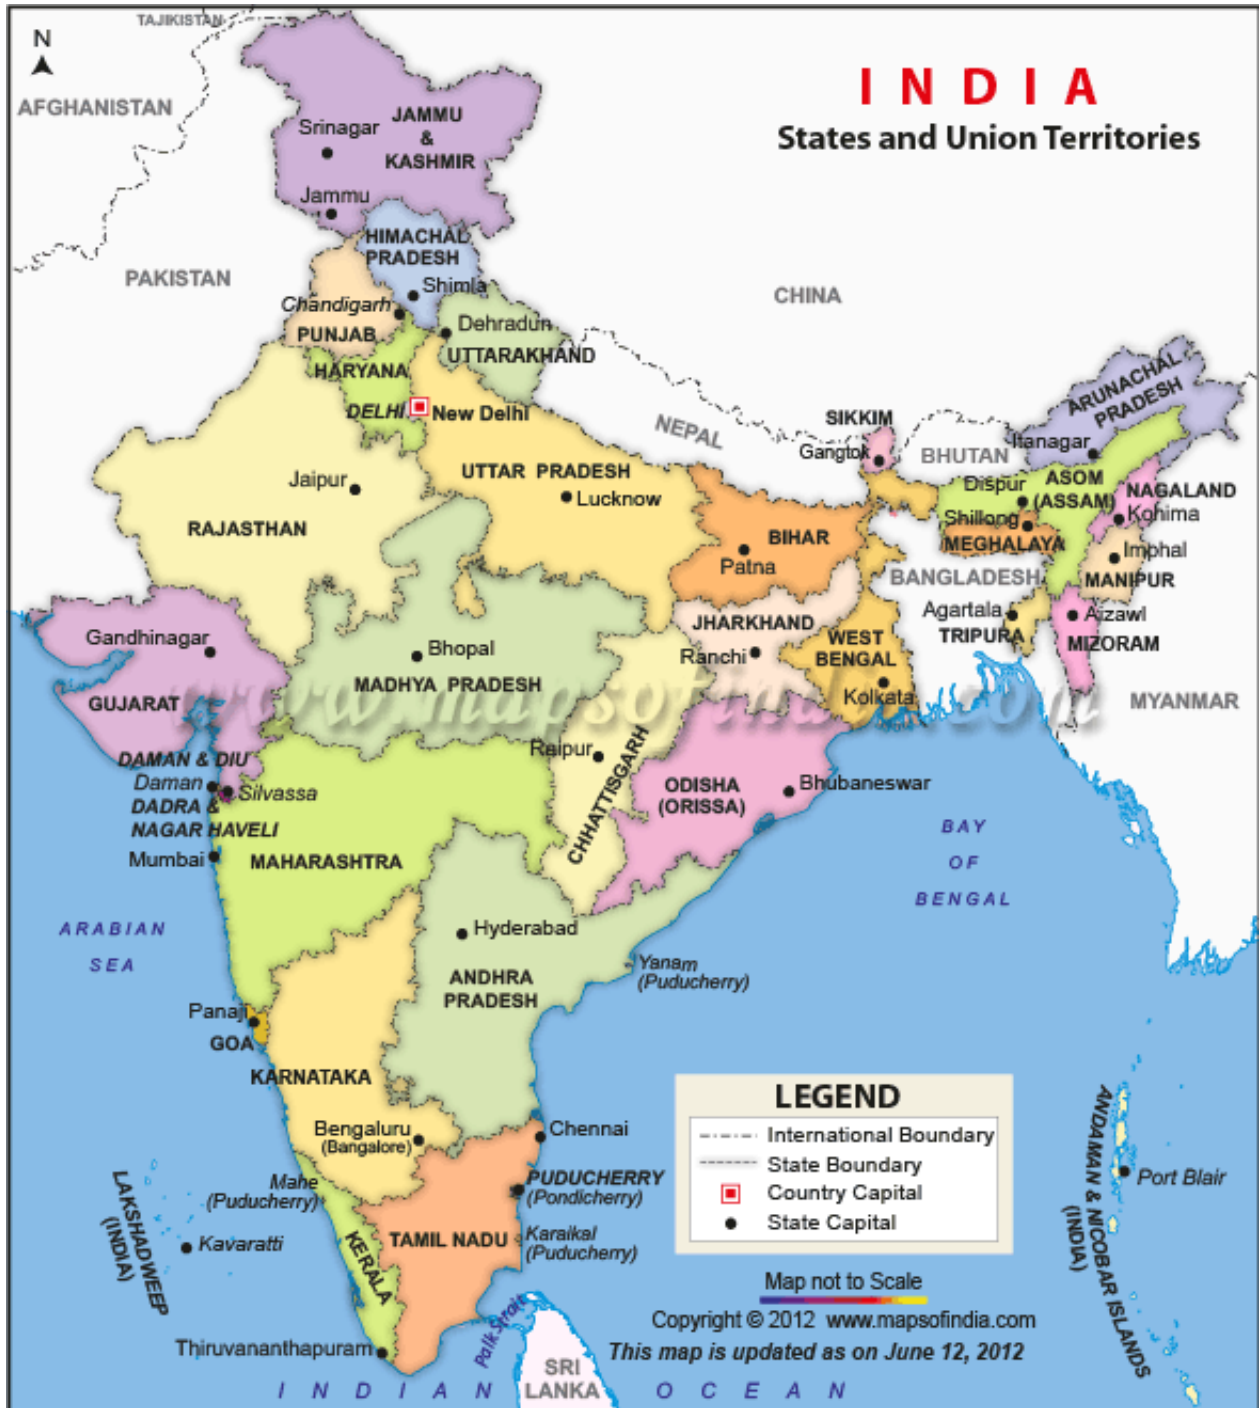 TAJIKISTAN
N
AFGHANISTAN
INDIA
States and Union Territories
JAMMU
&
KASHMIR
Srinagar
Jammu
HIMACHAL
PRADESH
PAKISTAN
Shimla
CHINA
Chandigarh
PUNJAB
Dehradun
UTTARAKHAND
HARYANA
DELHI
New Delhi
NEPAL
SIKKIM
Gangtok
BHUTAN
ARUNACHAL
PRADESH
Itanagar
UTTAR PRADESH
Lucknow
Jaipur
RAJASTHAN
Dispur
ASOM
(ASSAM)
NAGALAND
Kohima
Shillong
MEGHALAYA
BIHAR
Patna
Imphal
MANIPUR
BANGLADESH
Agartala
TRIPURA
Aizawl
MIZORAM
JHARKHAND
Ranchi
WEST
BENGAL
Kolkata
Gandhinagar
GUJARAT
Bhopal
MADHYA PRADESH
www.mapsofindia.com
MYANMAR
Raipur
CHHATTISGARH
ODISHA
(ORISSA)
Bhubaneswar
DAMAN & DIU
Daman
Silvassa
DADRA &
NAGAR HAVELI
Mumbai
MAHARASHTRA
BAY
OF
BENGAL
ARABIAN
SEA
Hyderabad
ANDHRA
PRADESH
Yanam
(Puducherry)
Panaji
GOA
KARNATAKA
Bengaluru
(Bangalore)
Chennai
LEGEND
International Boundary
State Boundary
Country Capital
State Capital
ANDAMAN & NICOBAR ISLANDS
(INDIA)
Port Blair
LAKSHADWEEP
(INDIA)
Kavaratti
Mahe
(Puducherry)
PUDUCHERRY
(Pondicherry)
Karaikal
(Puducherry)
TAMIL NADU
KERALA
Thiruvananthapuram
Palk Strait
SRI
LANKA
Map not to Scale
Copyright © 2012 www.mapsofindia.com
This map is updated as on June 12, 2012
INDIAN OCEAN